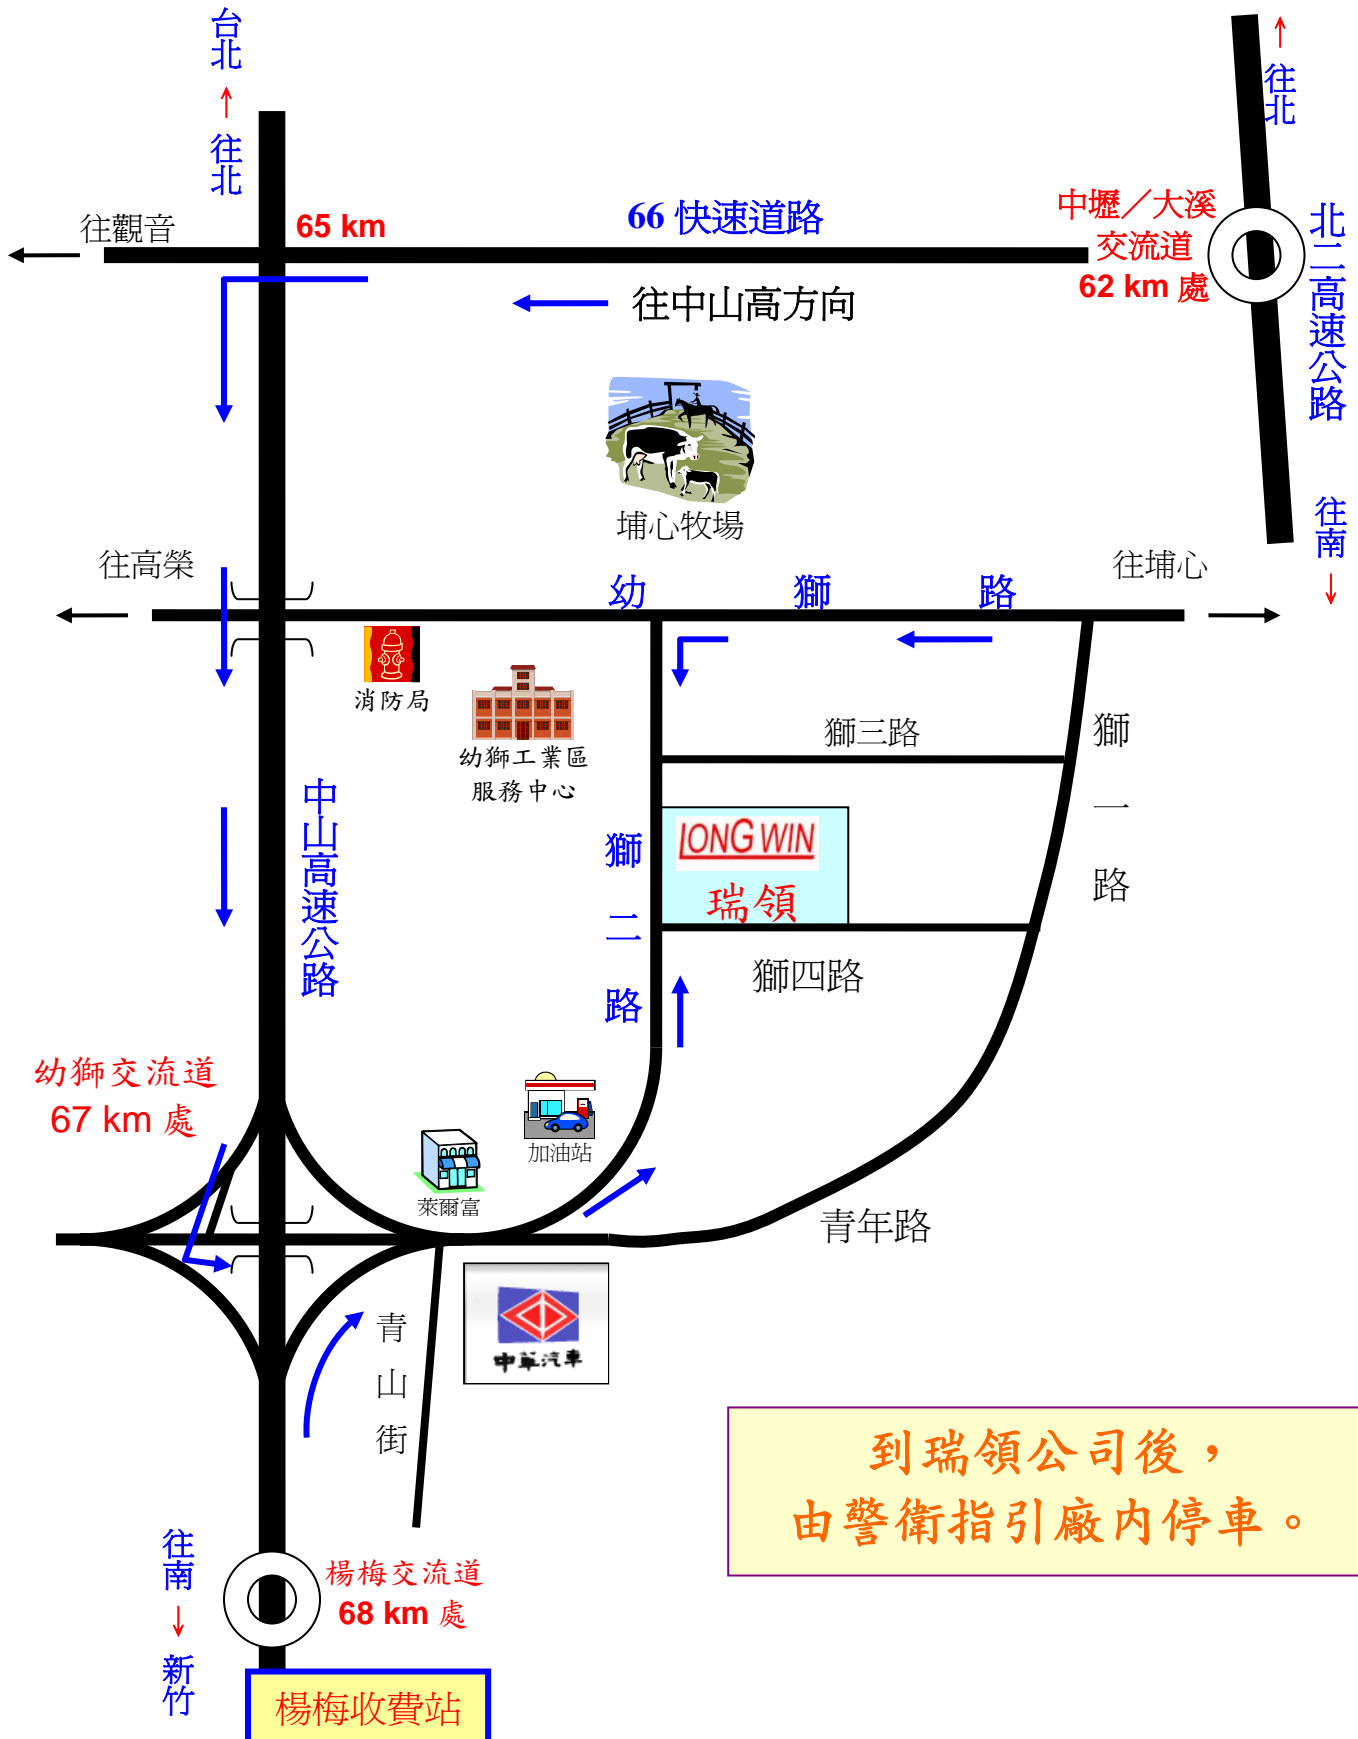 台北
往北
往北
往觀音
65 km
66 快速道路
中壢／大溪
交流道
62 km 處
北二高速公路
往中山高方向
埔心牧場
往南
往高榮
幼獅路
往埔心
消防局
幼獅工業區
服務中心
獅三路
獅一路
中山高速公路
獅二路
LONG WIN
瑞領
獅四路
幼獅交流道
67 km 處
加油站
萊爾富
青年路
中華汽車
青山街
到瑞領公司後，
由警衛指引廠內停車。
往南
新竹
楊梅交流道
68 km 處
楊梅收費站